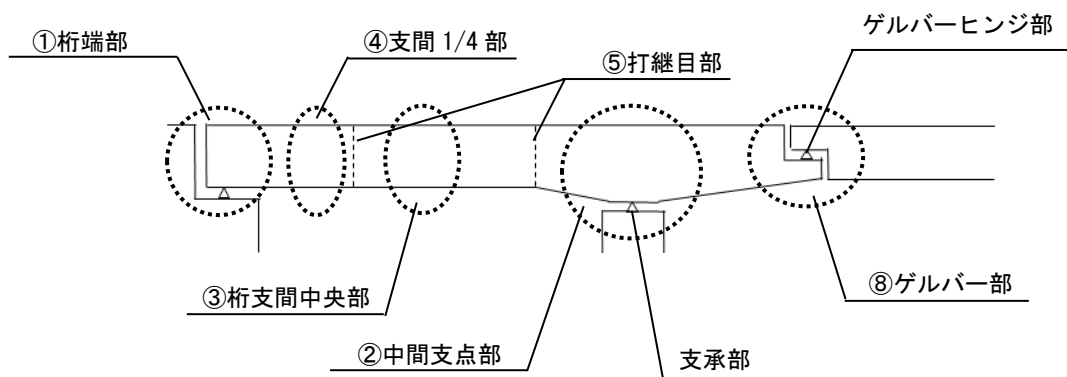 ①桁端部
④支間 1/4 部
⑤打継目部
ゲルバーヒンジ部
③桁支間中央部
②中間支点部
支承部
⑧ゲルバー部